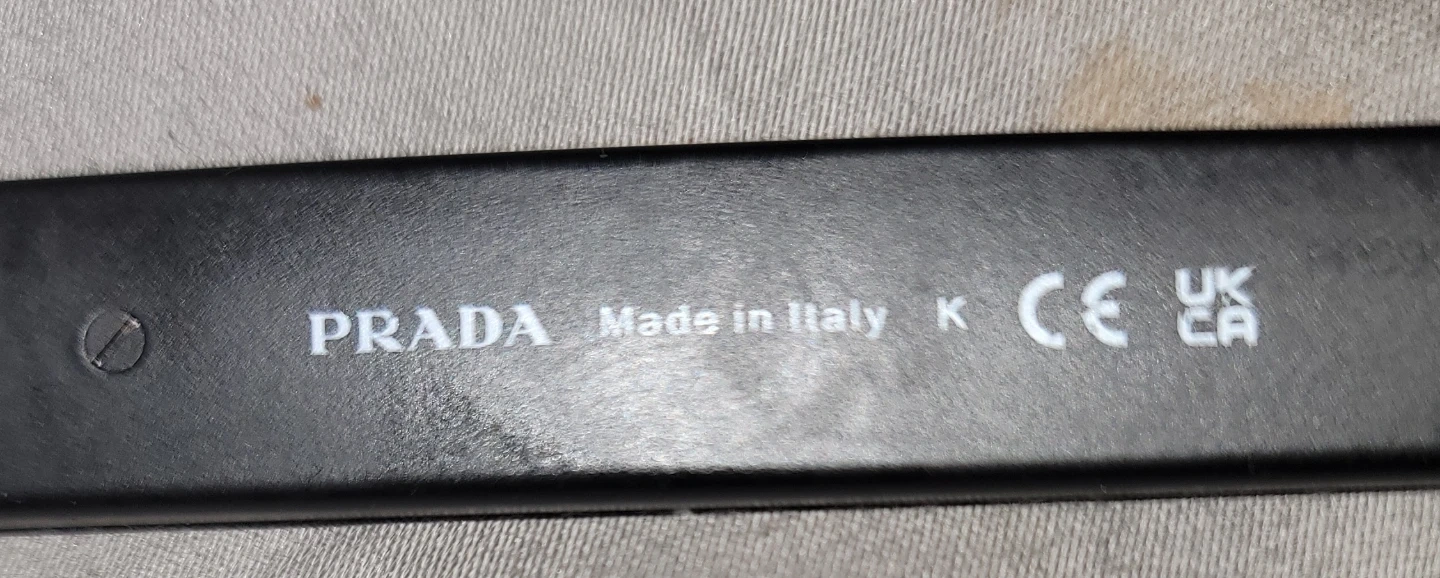 PRADA Made in Italy K CE UK
CA